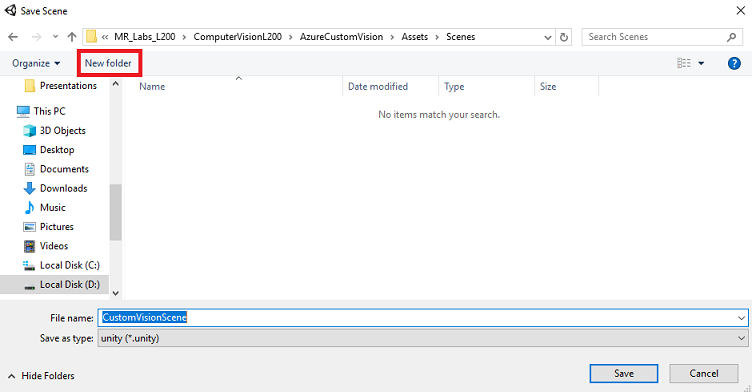 Save Scene
« MR_Labs_L200 › ComputerVisionL200 › AzureCustomVision › Assets › Scenes
Search Scenes
Organize
New folder
Name
Date modified
Type
Size
No items match your search.
Presentations
This PC
3D Objects
Desktop
Documents
Downloads
Music
Pictures
Videos
Local Disk (C:)
Local Disk (D:)
File name: CustomVisionScene
Save as type: unity (*.unity)
Hide Folders
Save
Cancel